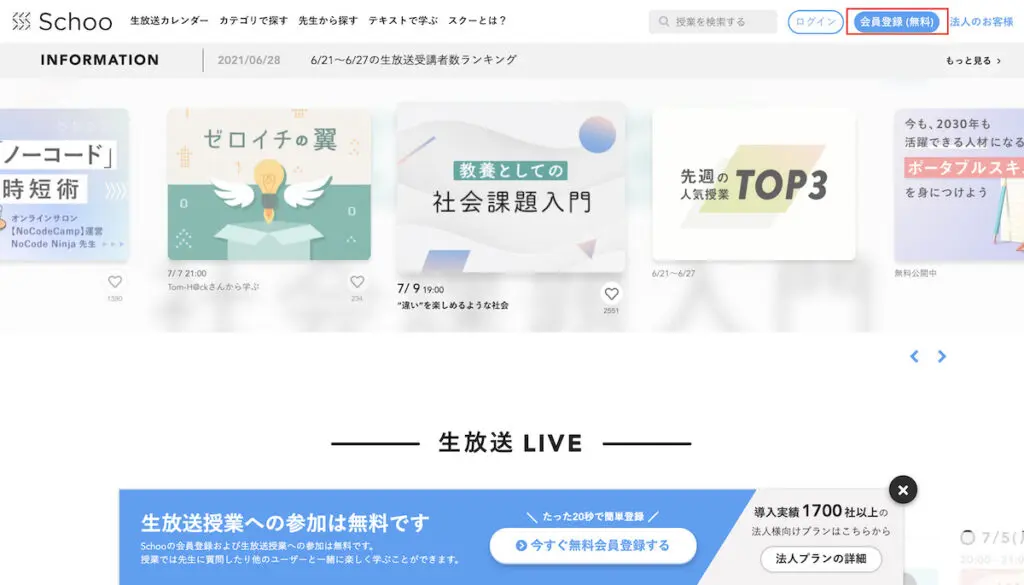 Schoo
生放送カレンダー カテゴリで探す 先生から探す テキストで学ぶ スクーとは？
授業を検索する
ログイン
会員登録 (無料)
法人のお客様
INFORMATION
2021/06/28
6/21〜6/27の生放送受講者数ランキング
もっと見る
ノーコード」
時短術
オンラインサロン
【NoCodeCamp】運営
NoCode Ninja 先生
1590
ゼロイチの翼
7/7 21:00
Tom-H@ckさんから学ぶ
234
教養としての
社会課題入門
7/9 19:00
“違い”を楽しめるような社会
2551
先週の
人気授業
TOP3
6/21〜6/27
今も、2030年も
活躍できる人材になる
ポータブルスキ
を身につけよう
無料公開中
生放送 LIVE
生放送授業への参加は無料です
Schooの会員登録および生放送授業への参加は無料です。
授業では先生に質問したり他のユーザーと一緒に楽しく学ぶことができます。
＼ たった20秒で簡単登録 ／
今すぐ無料会員登録する
導入実績1700社以上の
法人様向けプランはこちらから
法人プランの詳細
7/5(